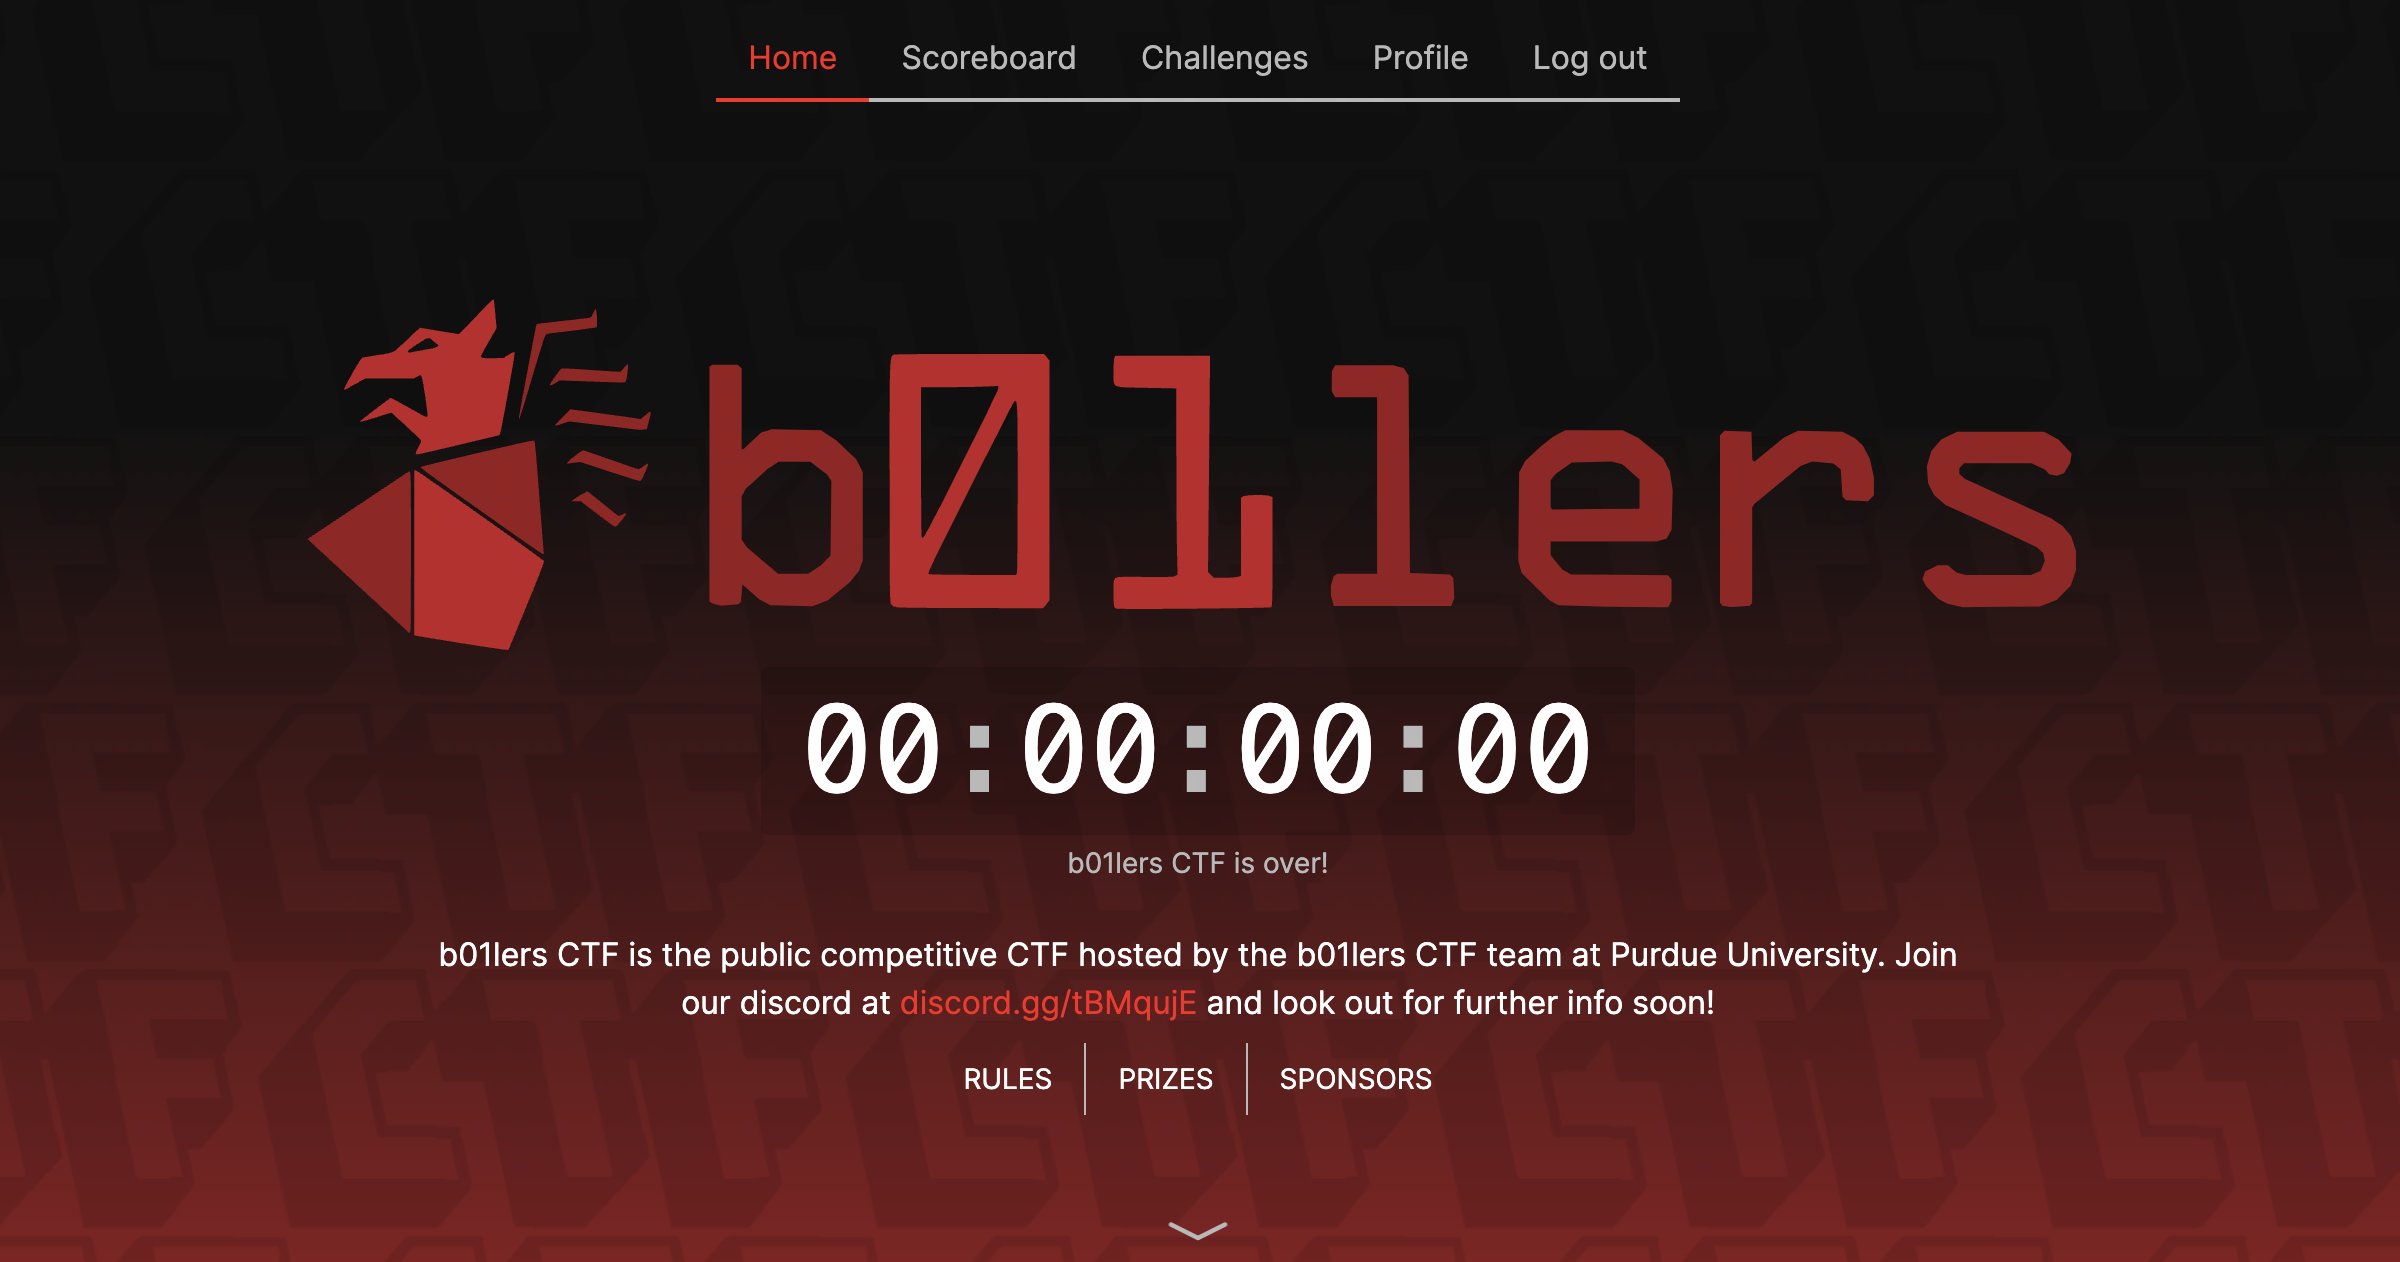 Home Scoreboard Challenges Profile Log out
b01lers
00:00:00:00
b01lers CTF is over!
b01lers CTF is the public competitive CTF hosted by the b01lers CTF team at Purdue University. Join
our discord at discord.gg/tBMqujE and look out for further info soon!
RULES PRIZES SPONSORS